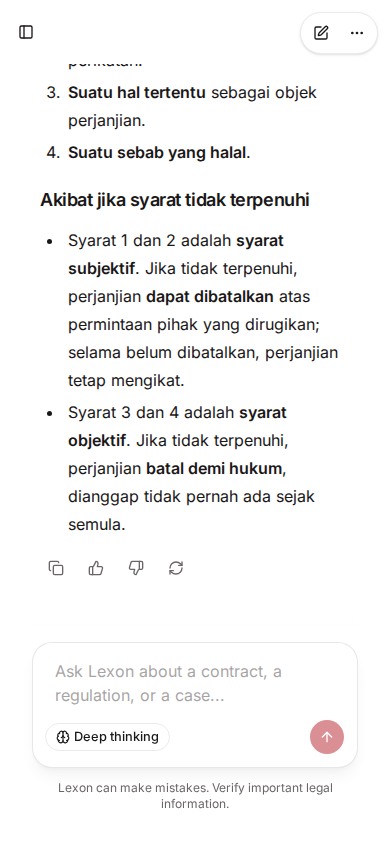 3. Suatu hal tertentu sebagai objek
perjanjian.
4. Suatu sebab yang halal.
Akibat jika syarat tidak terpenuhi
• Syarat 1 dan 2 adalah syarat
subjektif. Jika tidak terpenuhi,
perjanjian dapat dibatalkan atas
permintaan pihak yang dirugikan;
selama belum dibatalkan, perjanjian
tetap mengikat.
• Syarat 3 dan 4 adalah syarat
objektif. Jika tidak terpenuhi,
perjanjian batal demi hukum,
dianggap tidak pernah ada sejak
semula.
Ask Lexon about a contract, a
regulation, or a case...
Deep thinking
Lexon can make mistakes. Verify important legal
information.